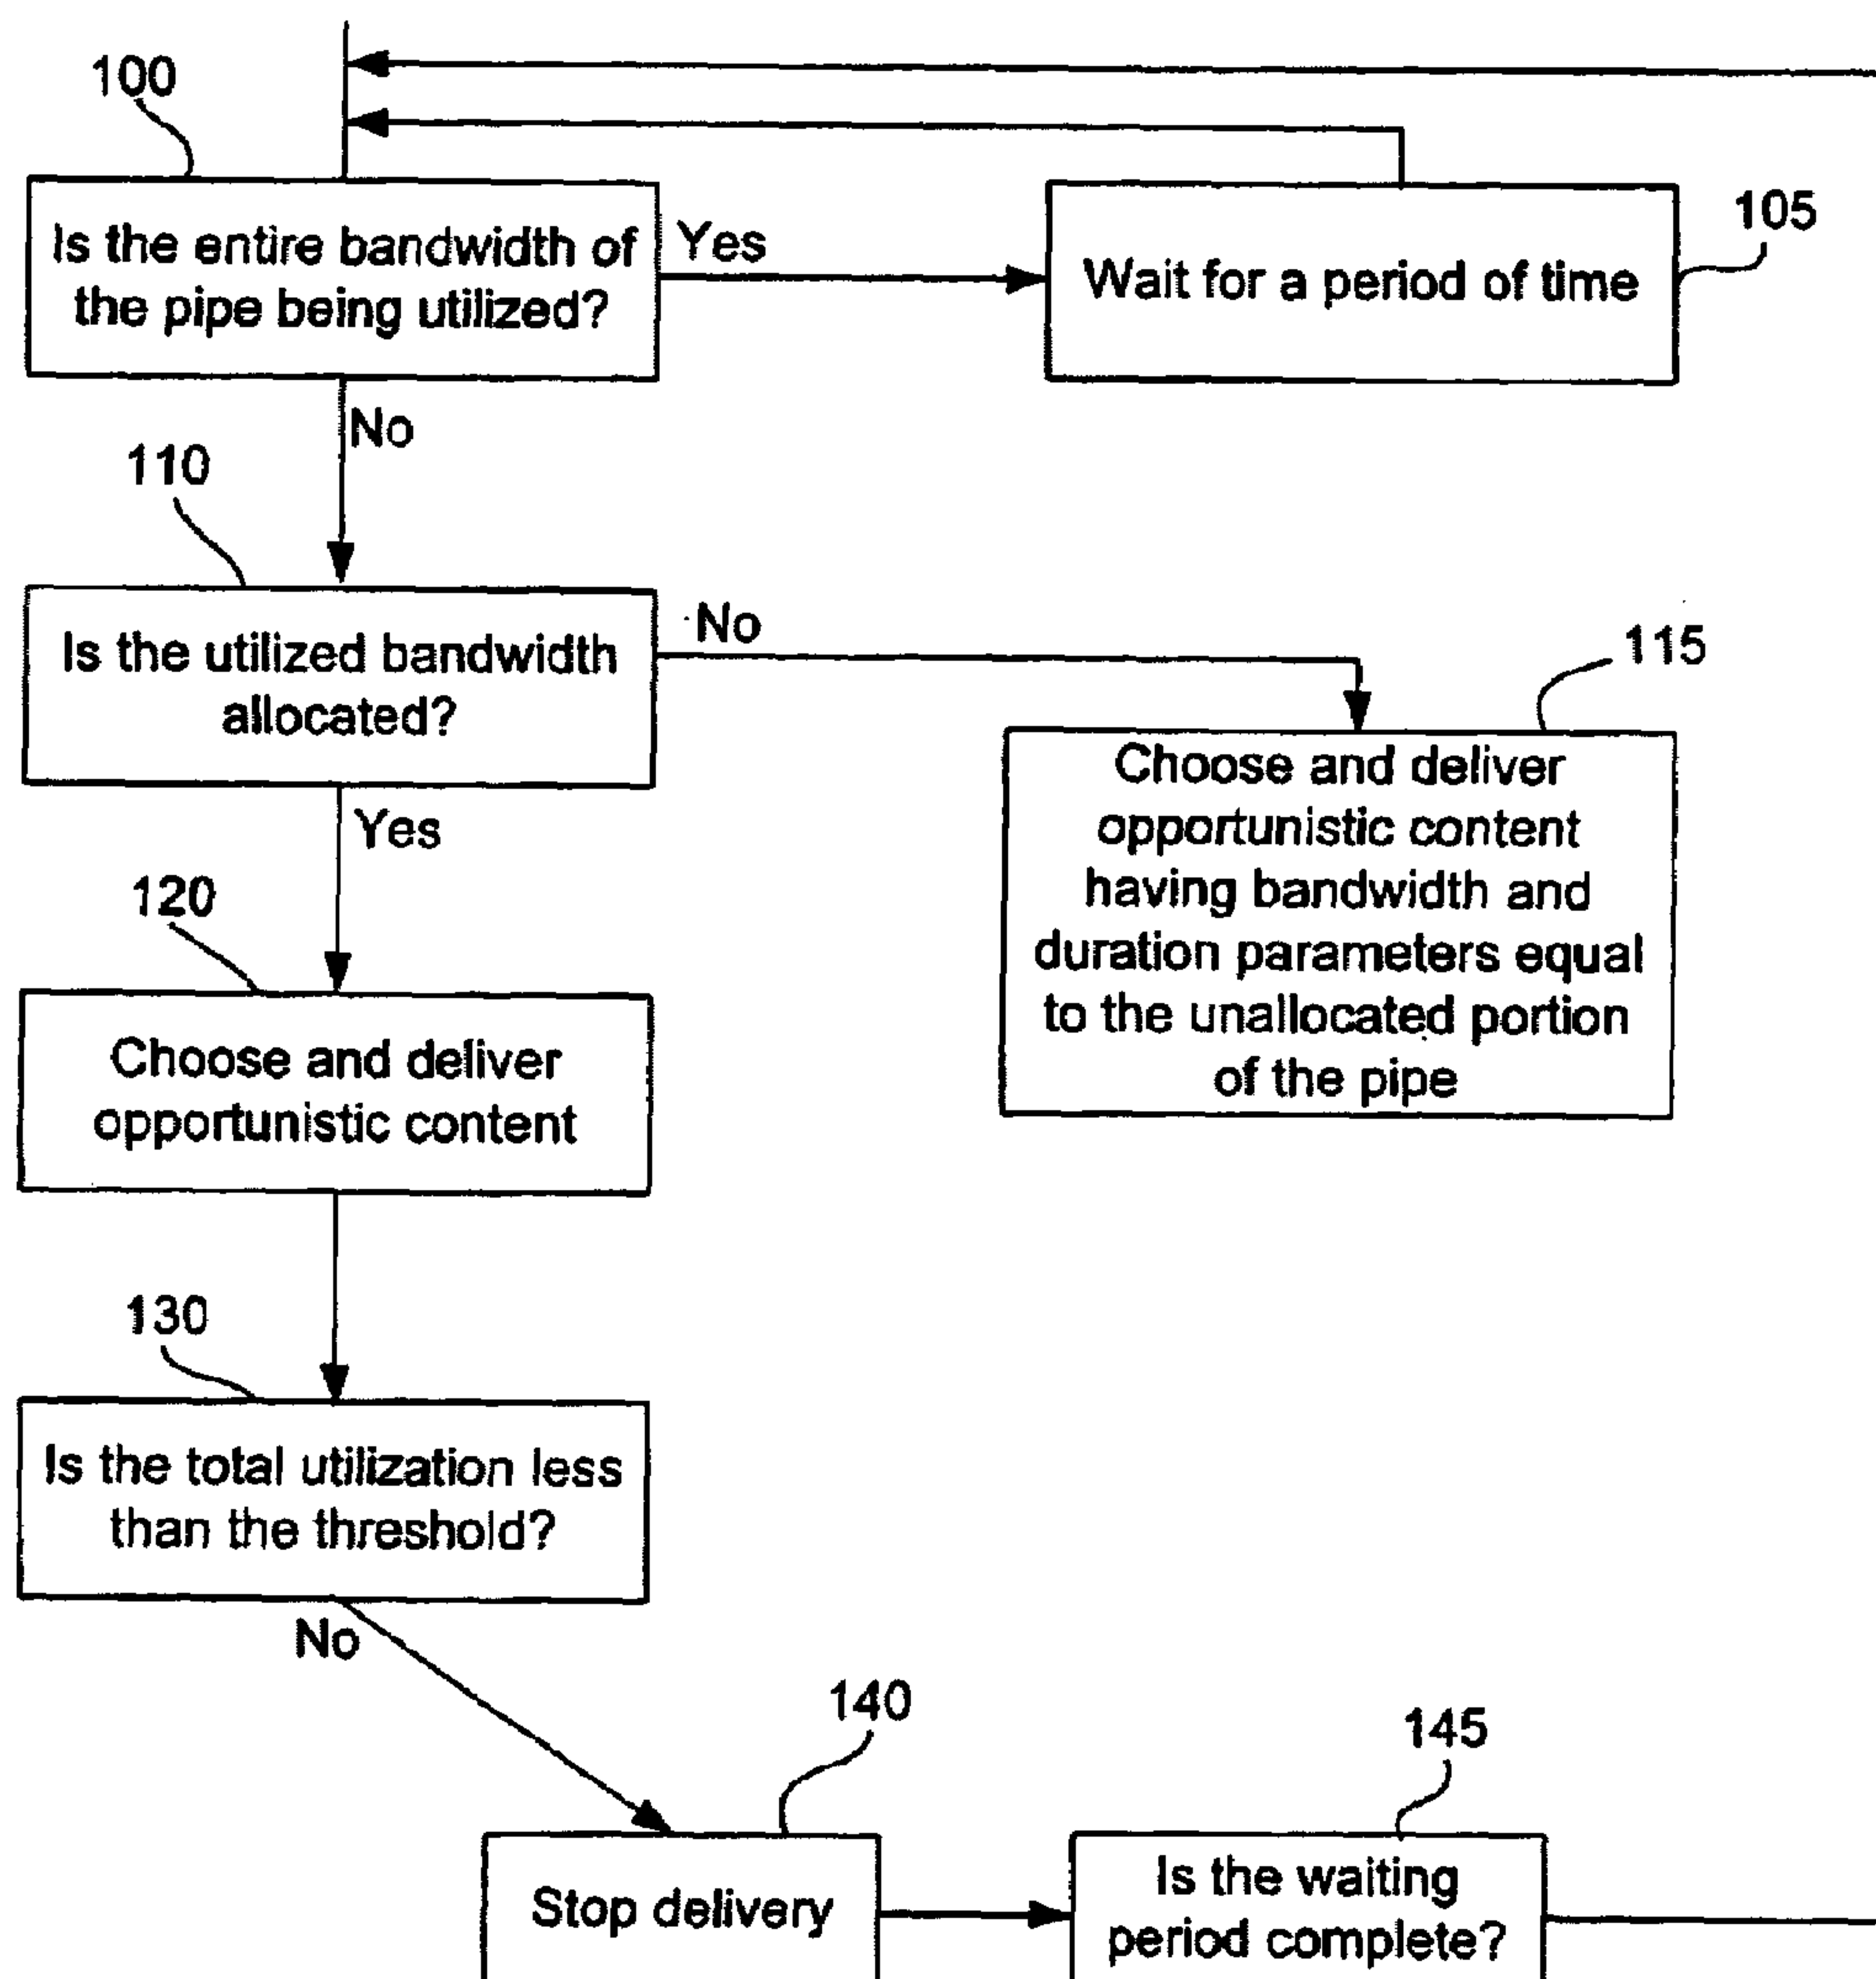 100
Is the entire bandwidth of
the pipe being utilized?
Yes
Wait for a period of time
105
No
110
Is the utilized bandwidth
allocated?
No
115
Choose and deliver
opportunistic content
having bandwidth and
duration parameters equal
to the unallocated portion
of the pipe
Yes
120
Choose and deliver
opportunistic content
130
Is the total utilization less
than the threshold?
No
140
Stop delivery
145
Is the waiting
period complete?